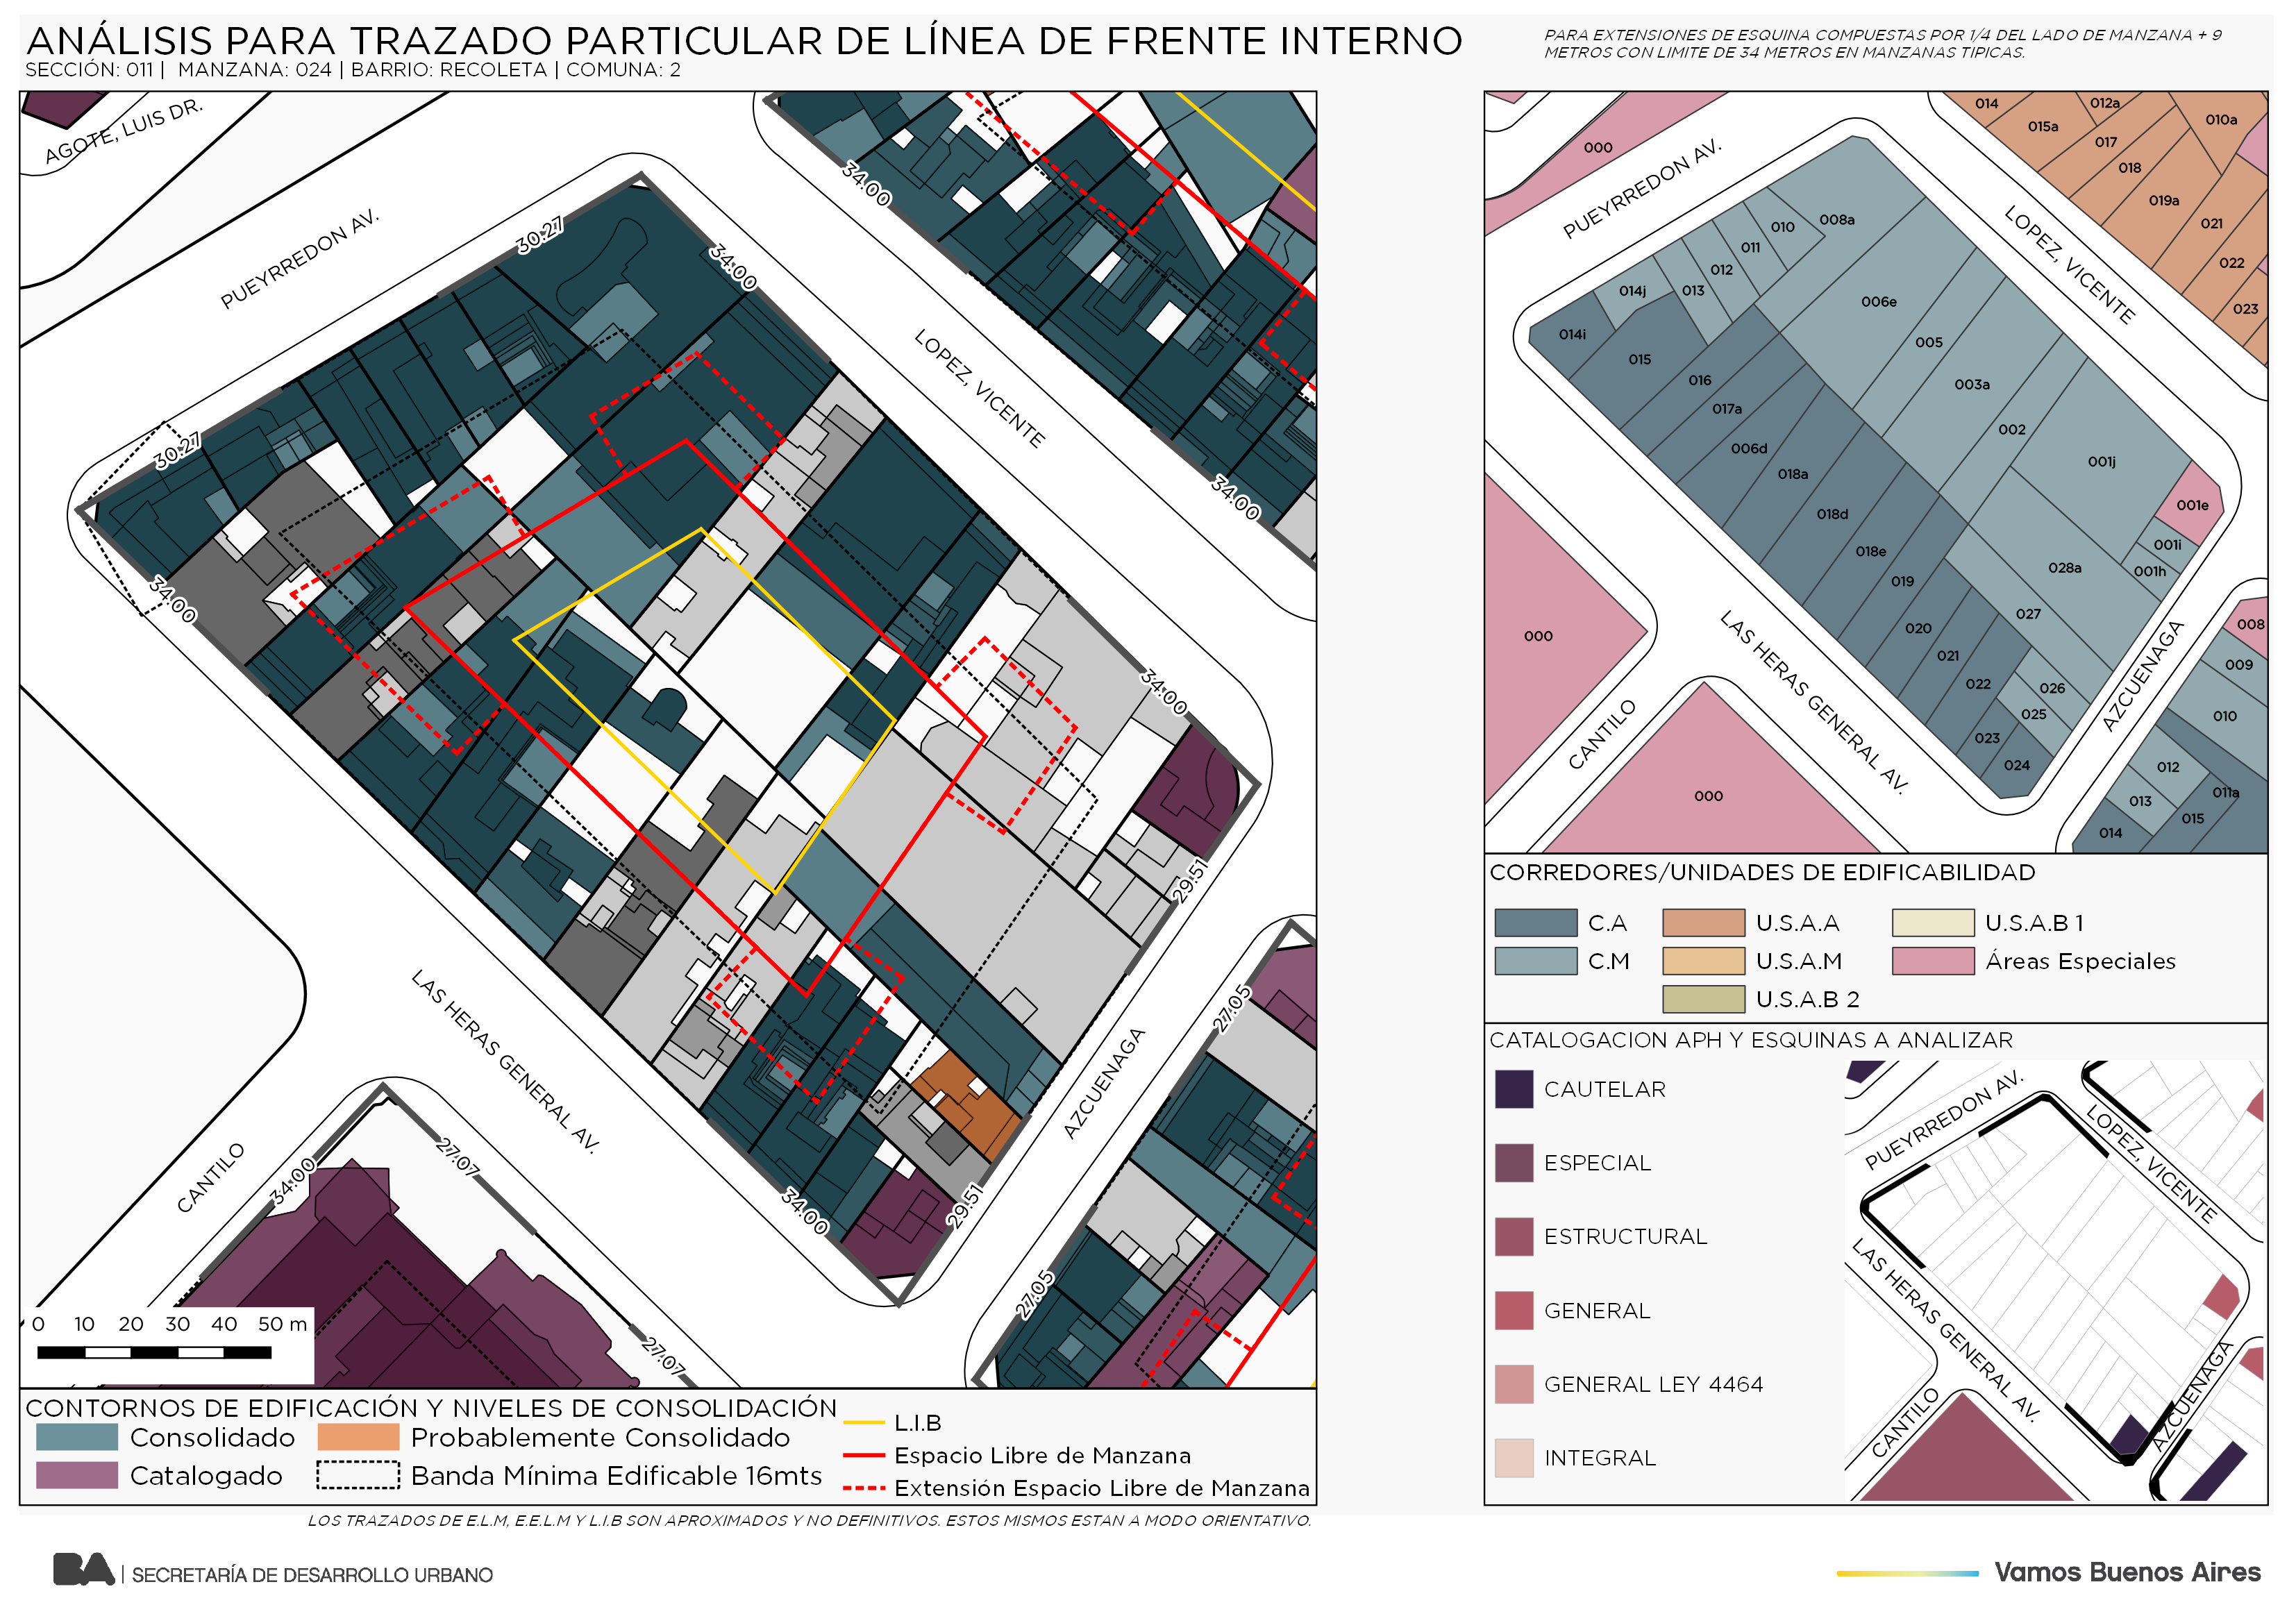 ANÁLISIS PARA TRAZADO PARTICULAR DE LÍNEA DE FRENTE INTERNO
SECCIÓN: 011 | MANZANA: 024 | BARRIO: RECOLETA | COMUNA: 2
PARA EXTENSIONES DE ESQUINA COMPUESTAS POR 1/4 DEL LADO DE MANZANA + 9
METROS CON LIMITE DE 34 METROS EN MANZANAS TIPICAS.
AGOTE, LUIS DR.
PUEYRREDON AV.
30.27
34.00
34.00
LOPEZ, VICENTE
30.27
34.00
34.00
34.00
29.51
LAS HERAS GENERAL AV.
27.05
AZCUENAGA
CANTILO
34.00
27.07
34.00
29.51
27.05
27.07
0 10 20 30 40 50 m
CONTORNOS DE EDIFICACIÓN Y NIVELES DE CONSOLIDACIÓN
Consolidado
Probablemente Consolidado
Catalogado
Banda Mínima Edificable 16mts
L.I.B
Espacio Libre de Manzana
Extensión Espacio Libre de Manzana
LOS TRAZADOS DE E.L.M, E.E.L.M Y L.I.B SON APROXIMADOS Y NO DEFINITIVOS. ESTOS MISMOS ESTAN A MODO ORIENTATIVO.
000
PUEYRREDON AV.
014
012a
010a
015a
017
018
019a
021
022
023
LOPEZ, VICENTE
008a
010
011
012
013
014j
014i
015
016
017a
006d
018a
018d
018e
019
020
021
022
023
024
006e
005
003a
002
001j
001e
001i
001h
028a
027
026
025
LAS HERAS GENERAL AV.
AZCUENAGA
CANTILO
000
000
008
009
010
012
013
011a
014
015
CORREDORES/UNIDADES DE EDIFICABILIDAD
C.A
U.S.A.A
U.S.A.B 1
C.M
U.S.A.M
Áreas Especiales
U.S.A.B 2
CATALOGACION APH Y ESQUINAS A ANALIZAR
CAUTELAR
ESPECIAL
ESTRUCTURAL
GENERAL
GENERAL LEY 4464
INTEGRAL
PUEYRREDON AV.
LOPEZ, VICENTE
LAS HERAS GENERAL AV.
AZCUENAGA
CANTILO
BA | SECRETARÍA DE DESARROLLO URBANO
Vamos Buenos Aires